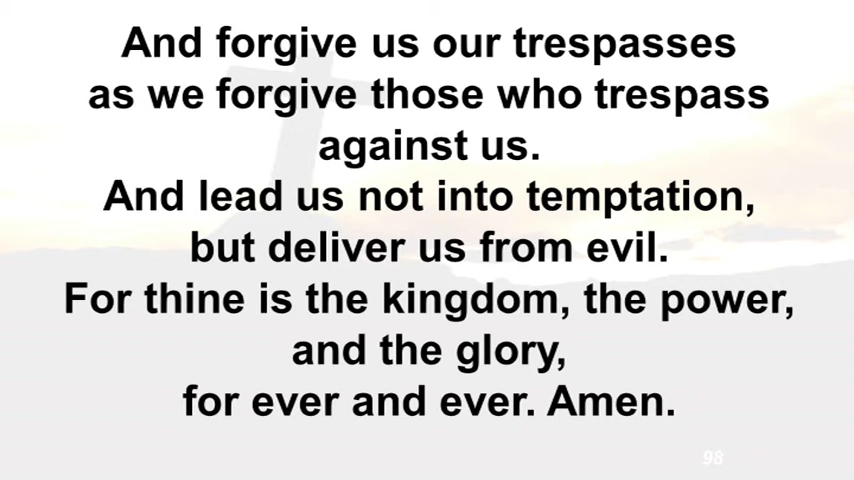 And forgive us our trespasses
as we forgive those who trespass
against us.
And lead us not into temptation,
but deliver us from evil.
For thine is the kingdom, the power,
and the glory,
for ever and ever. Amen.
98